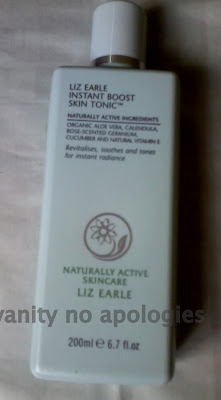 LIZ EARLE
INSTANT BOOST
SKIN TONIC™
NATURALLY ACTIVE INGREDIENTS
ORGANIC ALOE VERA, CALENDULA,
ROSE-SCENTED GERANIUM,
CUCUMBER AND NATURAL VITAMIN E
Revitalises, soothes and tones
for instant radiance
NATURALLY ACTIVE
SKINCARE
LIZ EARLE
vanity no apologies
200ml e 6.7 fl.oz